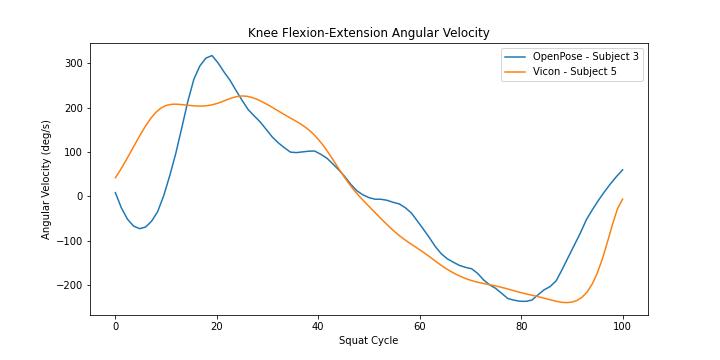 Knee Flexion-Extension Angular Velocity
OpenPose - Subject 3
Vicon - Subject 5
Angular Velocity (deg/s)
300
200
100
0
−100
−200
0
20
40
60
80
100
Squat Cycle